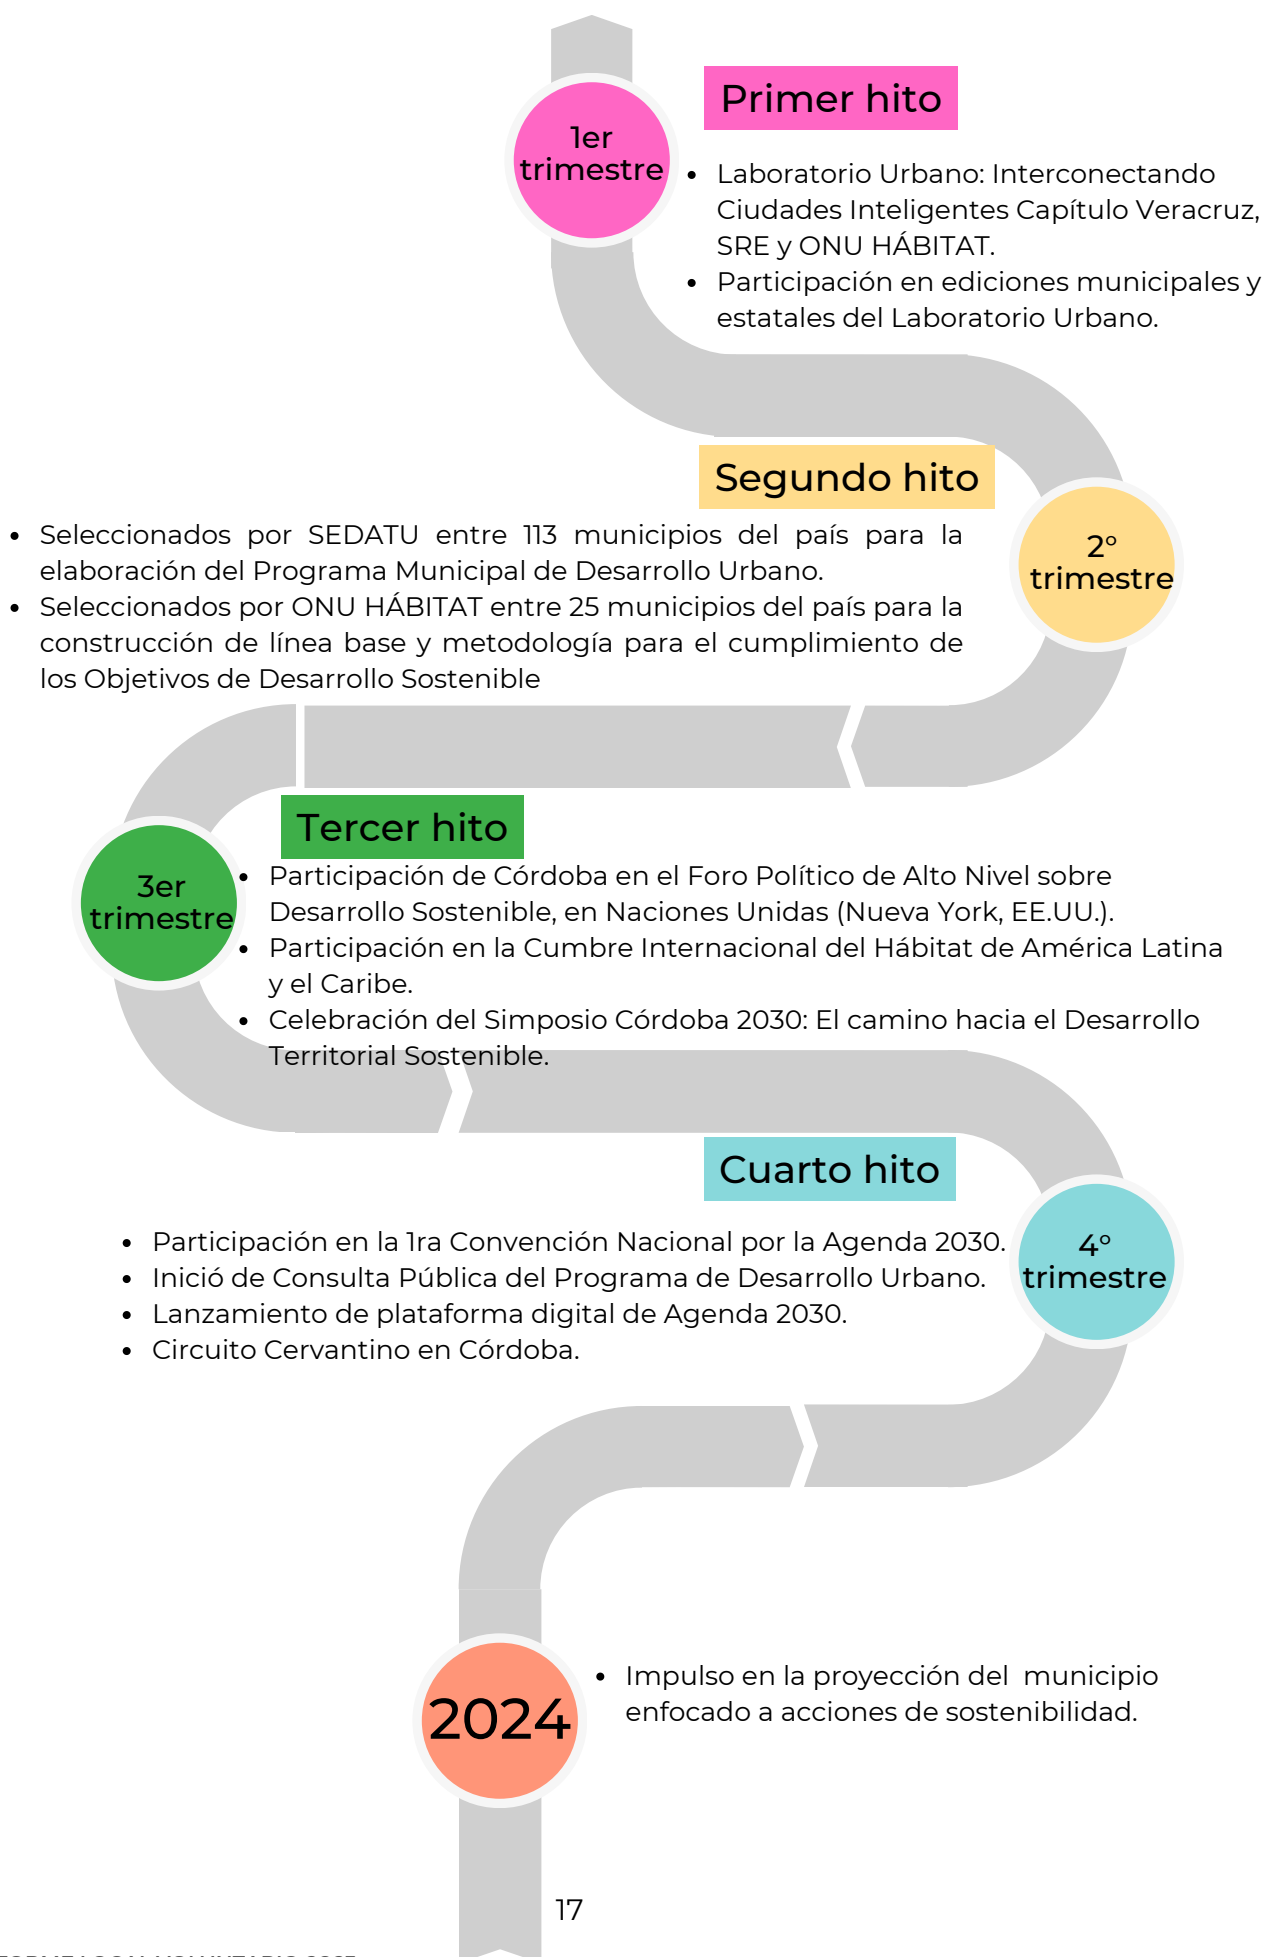 Primer hito
1er
trimestre
• Laboratorio Urbano: Interconectando
Ciudades Inteligentes Capítulo Veracruz,
SRE y ONU HÁBITAT.
• Participación en ediciones municipales y
estatales del Laboratorio Urbano.
Segundo hito
2°
trimestre
• Seleccionados por SEDATU entre 113 municipios del país para la
elaboración del Programa Municipal de Desarrollo Urbano.
• Seleccionados por ONU HÁBITAT entre 25 municipios del país para la
construcción de línea base y metodología para el cumplimiento de
los Objetivos de Desarrollo Sostenible
Tercer hito
3er
trimestre
• Participación de Córdoba en el Foro Político de Alto Nivel sobre
Desarrollo Sostenible, en Naciones Unidas (Nueva York, EE.UU.).
• Participación en la Cumbre Internacional del Hábitat de América Latina
y el Caribe.
• Celebración del Simposio Córdoba 2030: El camino hacia el Desarrollo
Territorial Sostenible.
Cuarto hito
4°
trimestre
• Participación en la 1ra Convención Nacional por la Agenda 2030.
• Inició de Consulta Pública del Programa de Desarrollo Urbano.
• Lanzamiento de plataforma digital de Agenda 2030.
• Circuito Cervantino en Córdoba.
2024
• Impulso en la proyección del municipio
enfocado a acciones de sostenibilidad.
17